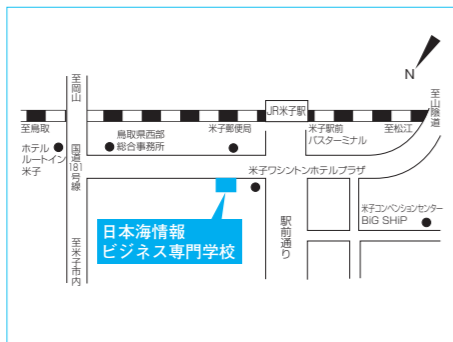 N
至岡山
至山陰道
JR米子駅
至鳥取
鳥取県西部
総合事務所
米子郵便局
米子駅前
バスターミナル
至松江
ホテル
ルートイン
米子
国道181号線
米子ワシントンホテルプラザ
米子コンベンションセンター
BiG SHiP
日本海情報
ビジネス専門学校
駅前通り
至米子市内